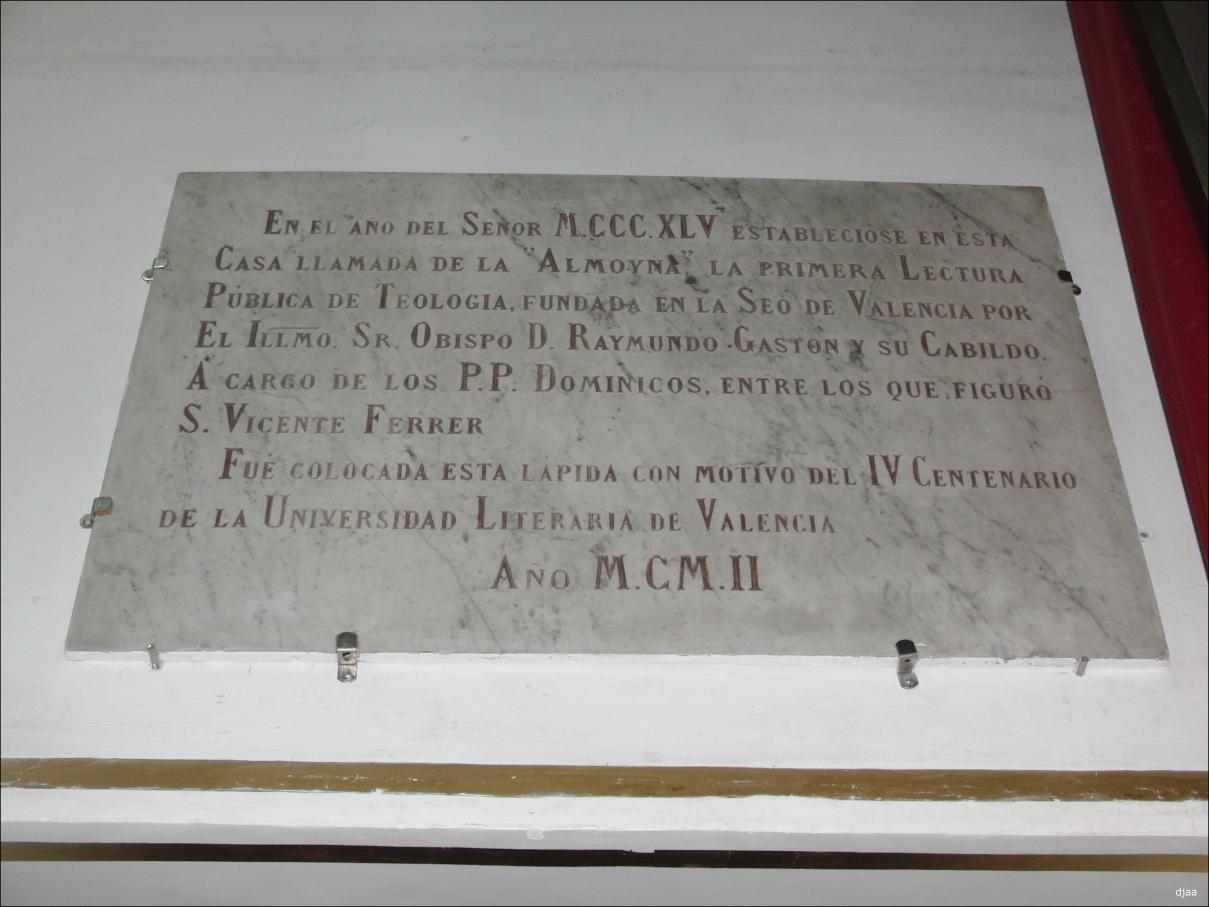 En el año del Señor M.CCC.XLV establecióse en esta
Casa llamada de la "Almoyna" la primera Lectura
Pública de Teologia, fundada en la Seo de Valencia por
El Illmo. Sr. Obispo D. Raymundo Gastón y su Cabildo,
A cargo de los P.P. Dominicos, entre los que figuró
S. Vicente Ferrer
Fué colocada esta lápida con motivo del IV Centenario
de la Universidad Literaria de Valencia
Año M.CM.II
djaa